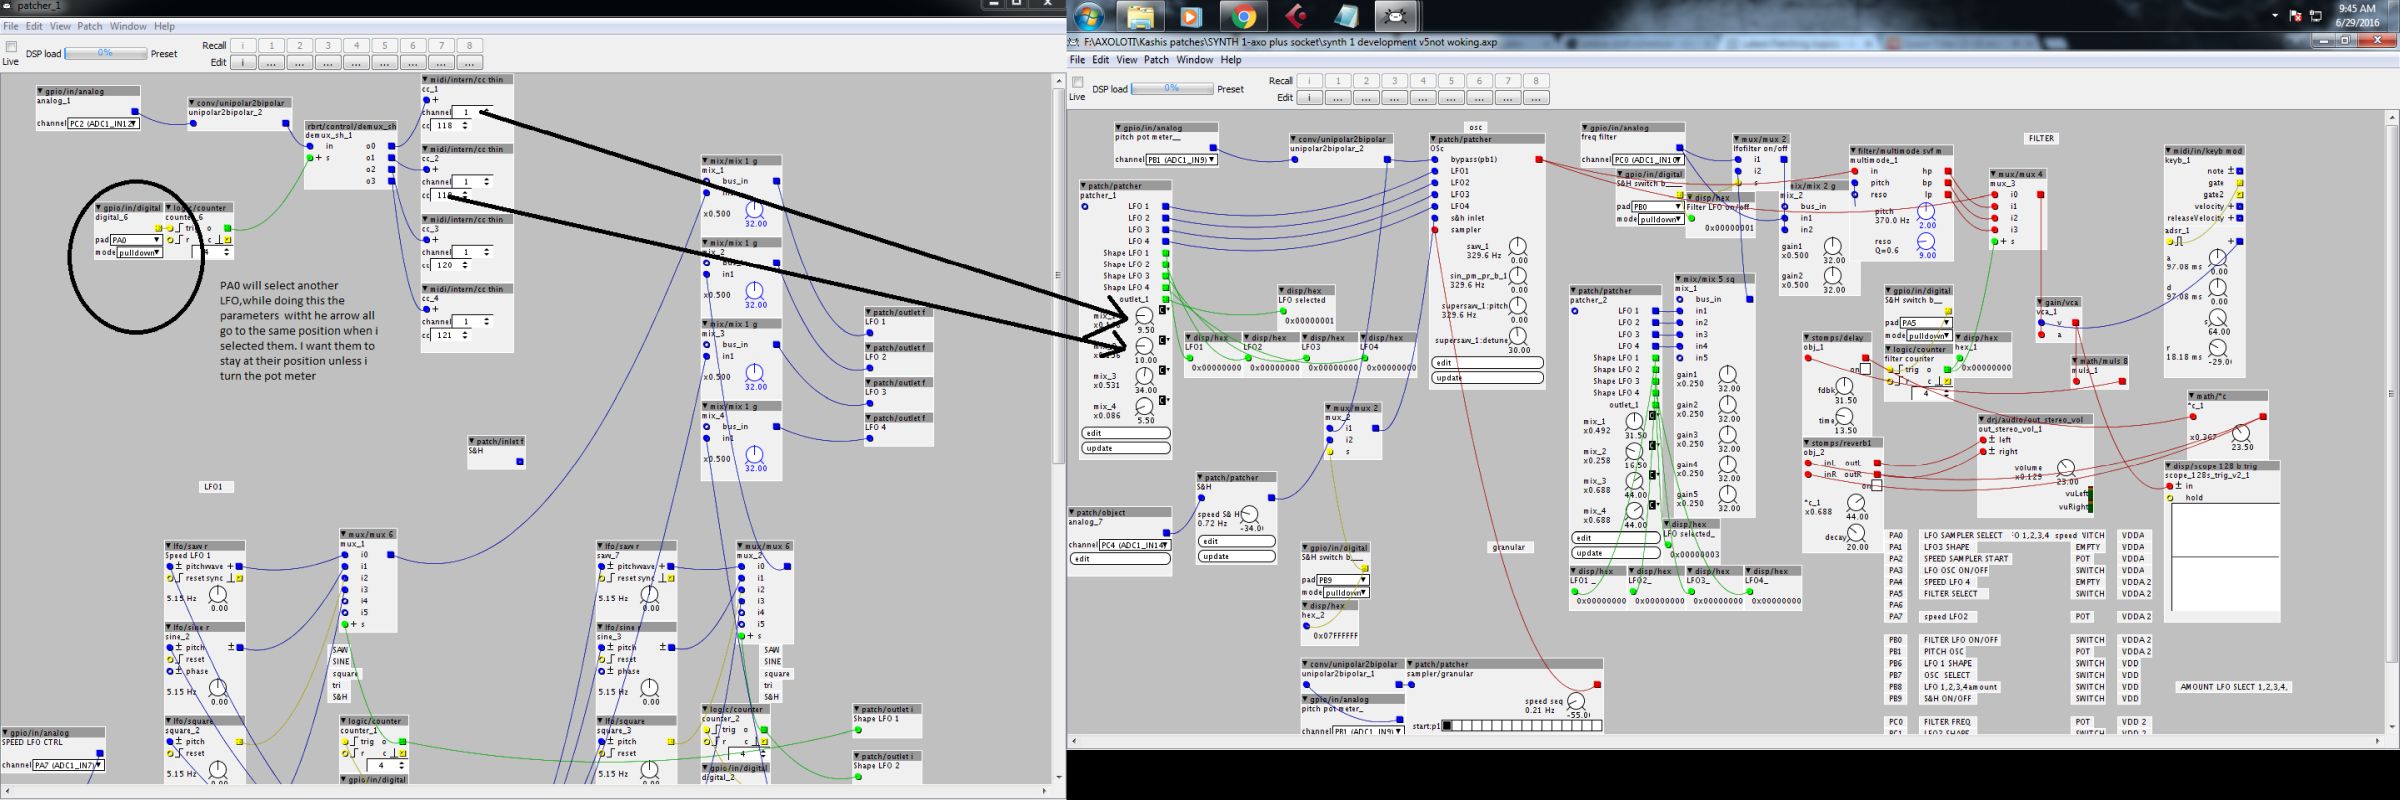 patcher_1
File Edit View Patch Window Help
Live
DSP load 0% Preset
Recall i 1 2 3 4 5 6 7 8
Edit i ... ... ... ... ... ... ... ...
gpio/in/analog
analog_1
channel PC2 (ADC1_IN12
conv/unipolar2bipolar
unipolar2bipolar_2
rbrt/control/demux_sh
demux_sh_1
in o0
+ s o1
o2
o3
midi/intern/cc thin
cc_1
+
channel 1
cc 118
midi/intern/cc thin
cc_2
+
channel 1
cc
midi/intern/cc thin
cc_3
+
channel 1
cc 120
midi/intern/cc thin
cc_4
+
channel 1
cc 121
gpio/in/digital
digital_6
pad PA0
mode pulldown
logic/counter
counter_6
trig o
r c
4
PA0 will select another
LFO,while doing this the
parameters witht he arrow all
go to the same position when i
selected them. I want them to
stay at their position unless i
turn the pot meter
mix/mix 1 g
mix_1
bus_in
in1
x0.500
32.00
mix/mix 1 g
mix_2
bus_in
in1
x0.500
32.00
mix/mix 1 g
mix_3
bus_in
in1
x0.500
32.00
mix/mix 1 g
mix_4
bus_in
in1
x0.500
32.00
patch/outlet f
LFO 1
patch/outlet f
LFO 2
patch/outlet f
LFO 3
patch/outlet f
LFO 4
patch/inlet f
S&H
LFO1
lfo/saw r
Speed LFO 1
pitch wave +
reset sync
5.15 Hz
0.00
lfo/sine r
sine_2
pitch
reset
phase
5.15 Hz
0.00
lfo/square
square_2
pitch
reset
5.15 Hz
mux/mux 6
mux_1
i0
i1
i2
i3
i4
i5
+ s
SAW
SINE
square
tri
S&H
logic/counter
counter_1
trig o
r c
4
gpio/in/digital
gpio/in/analog
SPEED LFO CTRL
channel PA7 (ADC1_IN7)
lfo/saw r
saw_7
pitch wave +
reset sync
5.15 Hz
0.00
lfo/sine r
sine_3
pitch
reset
phase
5.15 Hz
0.00
lfo/square
square_3
pitch
reset
5.15 Hz
mux/mux 6
mux_2
i0
i1
i2
i3
i4
i5
+ s
SAW
SINE
square
tri
S&H
logic/counter
counter_2
trig o
r c
4
gpio/in/digital
digital_2
patch/outlet i
Shape LFO 1
patch/outlet i
Shape LFO 2
9:45 AM
6/29/2016
F:\AXOLOTI\Kashis patches\SYNTH 1-axo plus socket\synth 1 development v5not woking.axp
File Edit View Patch Window Help
Live
DSP load 0% Preset
Recall i 1 2 3 4 5 6 7 8
Edit i ... ... ... ... ... ... ... ...
gpio/in/analog
pitch pot meter__
channel PB1 (ADC1_IN9)
conv/unipolar2bipolar
unipolar2bipolar_2
osc
patch/patcher
OSc
bypass(pb1)
LFO1
LFO2
LFO3
LFO4
s&h inlet
sampler
saw_1
329.6 Hz
0.00
sin_pm_pr_b_1
329.6 Hz
0.00
supersaw_1:pitch
329.6 Hz
0.00
supersaw_1:detune
30.00
edit
update
patch/patcher
patcher_1
LFO 1
LFO 2
LFO 3
LFO 4
Shape LFO 1
Shape LFO 2
Shape LFO 3
Shape LFO 4
outlet_1
9.50
10.00
mix_3
x0.531
34.00
mix_4
x0.086
5.50
edit
update
disp/hex
LFO selected
0x00000001
disp/hex
LFO1
0x00000000
disp/hex
LFO2
0x00000000
disp/hex
LFO3
0x00000000
disp/hex
LFO4
0x00000000
mux/mux 2
mux_2
i1
i2
s
patch/patcher
S&H
speed S& H
0.72 Hz
-34.0
edit
update
patch/object
analog_7
channel PC4 (ADC1_IN14
edit
gpio/in/digital
S&H switch b__
pad PB9
mode pulldown
disp/hex
hex_2
0x07FFFFFF
granular
conv/unipolar2bipolar
unipolar2bipolar_1
patch/patcher
sampler/granular
speed seq
0.21 Hz
-55.0
start:p1
gpio/in/analog
pitch pot meter_
channel PB1 (ADC1_IN9)
gpio/in/analog
freq filter
channel PC0 (ADC1_IN10
gpio/in/digital
S&H switch b__
pad PB0
mode pulldown
mux/mux 2
lfofilter on/off
i1
i2
s
disp/hex
Filter LFO on/off
0x00000001
mix/mix 2 g
mix_2
bus_in
in1
in2
gain1
x0.500
32.00
gain2
x0.500
32.00
filter/multimode svf m
multimode_1
in hp
pitch bp
reso lp
pitch
370.0 Hz
2.00
reso
Q=0.6
9.00
mux/mux 4
mux_3
i0
i1
i2
i3
+ s
FILTER
midi/in/keyb mod
keyb_1
note
gate
gate2
velocity +
releaseVelocity +
adsr_1
+
a
97.08 ms
0.00
d
97.08 ms
0.00
s
64.00
r
18.18 ms
-29.0
patch/patcher
patcher_2
LFO 1
LFO 2
LFO 3
LFO 4
Shape LFO 1
Shape LFO 2
Shape LFO 3
Shape LFO 4
outlet_1
mix_1
x0.492
31.50
mix_2
x0.258
16.50
mix_3
x0.688
44.00
mix_4
x0.688
44.00
edit
update
mix/mix 5 sq
mix_1
bus_in
in1
in2
in3
in4
in5
gain1
x0.250
32.00
gain2
x0.250
32.00
gain3
x0.250
32.00
gain4
x0.250
32.00
gain5
x0.250
32.00
disp/hex
LFO selected_
0x00000003
disp/hex
LFO1_
0x00000000
disp/hex
LFO2_
0x00000000
disp/hex
LFO3_
0x00000000
disp/hex
LFO4_
0x00000000
gpio/in/digital
S&H switch b__
pad PA5
mode pulldown
logic/counter
filter counter
trig o
r c
4
disp/hex
hex_1
0x00000000
gain/vca
vca_1
v
a
math/muls 8
muls_1
stomps/delay
obj_1
on
fdbk
31.50
time
13.50
stomps/reverb1
obj_2
inL outL
inR outR
on
*c_1
x0.688
44.00
decay
20.00
drj/audio/out_stereo_vol
out_stereo_vol_1
left
right
volume
x0.129
23.00
vuLeft
vuRight
math/*c
*c_1
x0.367
23.50
disp/scope 128 b trig
scope_128s_trig_v2_1
in
hold
PA0 LFO SAMPLER SELECT SWITCH VDDA
PA1 LFO3 SHAPE EMPTY VDDA
PA2 SPEED SAMPLER START POT VDDA
PA3 LFO OSC ON/OFF SWITCH VDDA
PA4 SPEED LFO 4 EMPTY VDDA 2
PA5 FILTER SELECT SWITCH VDDA 2
PA6
PA7 speed LFO2 POT VDDA 2
PB0 FILTER LFO ON/OFF SWITCH VDDA 2
PB1 PITCH OSC POT VDDA 2
PB6 LFO 1 SHAPE SWITCH VDD
PB7 OSC SELECT SWITCH VDD
PB8 LFO 1,2,3,4amount SWITCH VDD
PB9 S&H ON/OFF SWITCH VDD
AMOUNT LFO SLECT 1,2,3,4,
PC0 FILTER FREQ POT VDD 2